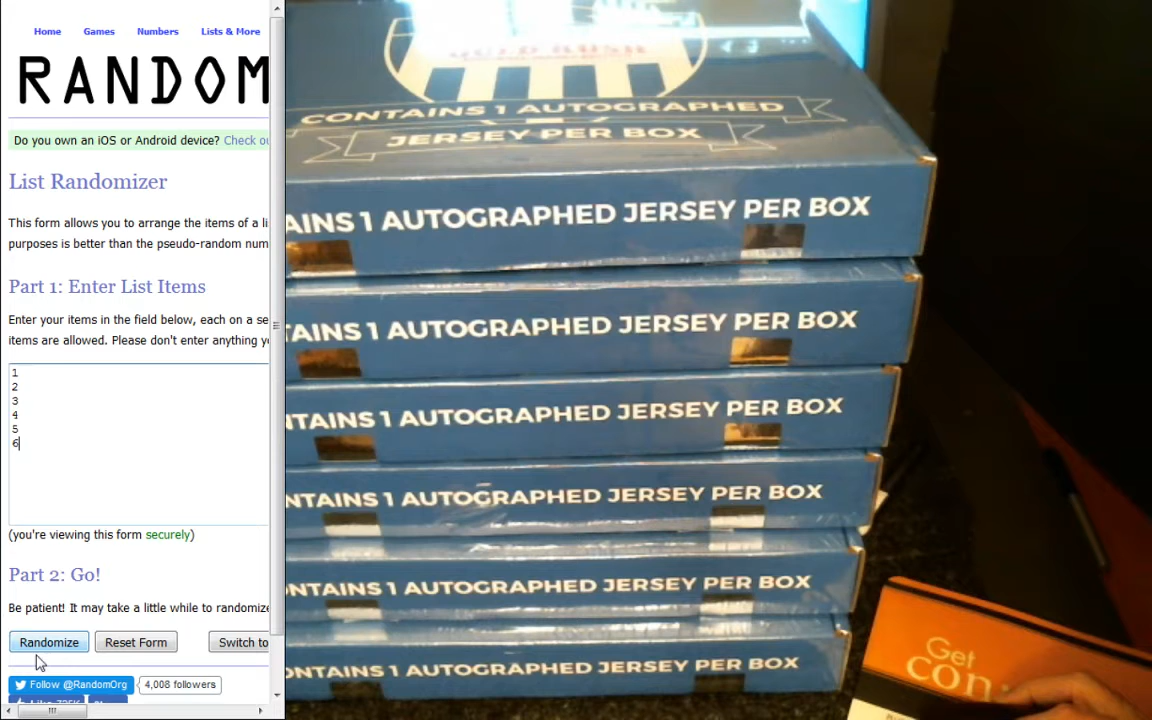 Home Games Numbers Lists & More
RANDOM
Do you own an iOS or Android device? Check
List Randomizer
This form allows you to arrange the items of a
purposes is better than the pseudo-random
Part 1: Enter List Items
Enter your items in the field below, each on a
items are allowed. Please don't enter anything
1
2
3
4
5
6
(you're viewing this form securely)
Part 2: Go!
Be patient! It may take a little while to randomize
Randomize Reset Form Switch to
Follow @RandomOrg 4,008 followers
GOLD RUSH
CONTAINS 1 AUTOGRAPHED
JERSEY PER BOX
AINS 1 AUTOGRAPHED JERSEY PER BOX
TAINS 1 AUTOGRAPHED JERSEY PER BOX
NTAINS 1 AUTOGRAPHED JERSEY PER BOX
NTAINS 1 AUTOGRAPHED JERSEY PER BOX
ONTAINS 1 AUTOGRAPHED JERSEY PER BOX
ONTAINS 1 AUTOGRAPHED JERSEY PER BOX
Get
con